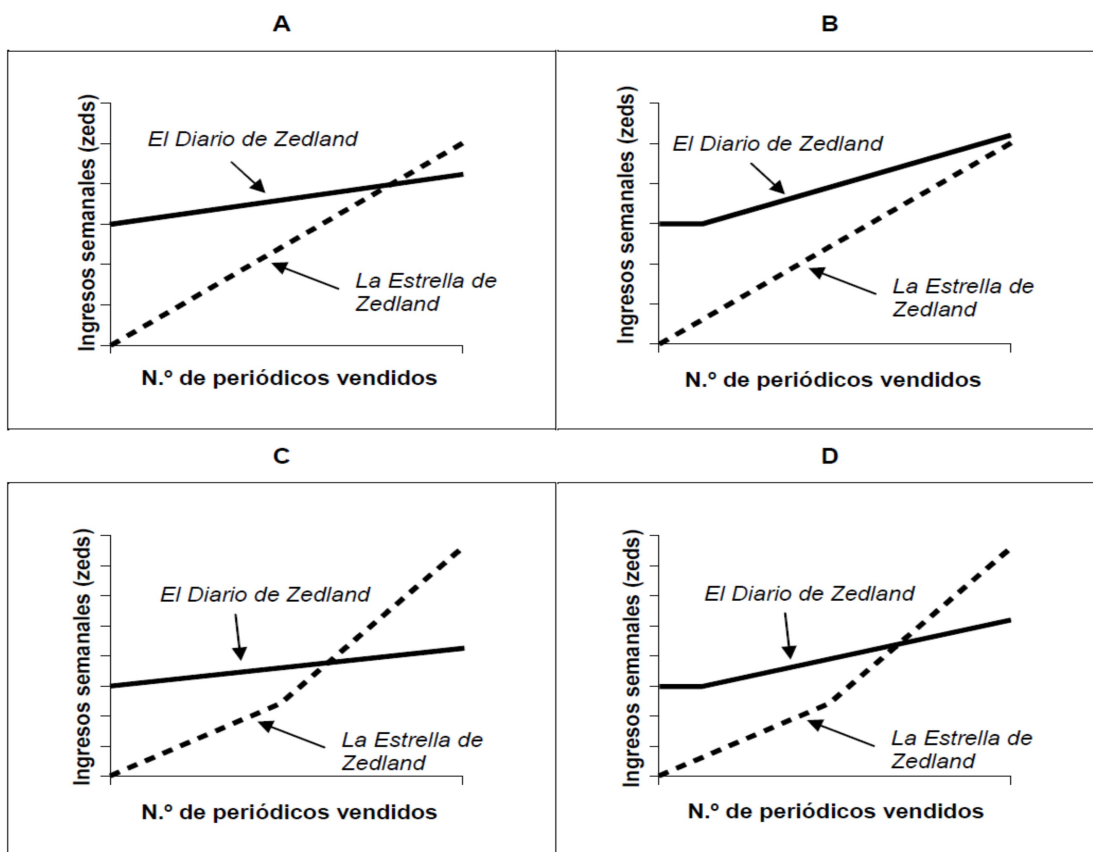 A
B
Ingresos semanales (zeds)
El Diario de Zedland
La Estrella de
Zedland
N.º de periódicos vendidos
Ingresos semanales (zeds)
El Diario de Zedland
La Estrella de
Zedland
N.º de periódicos vendidos
C
D
Ingresos semanales (zeds)
El Diario de Zedland
La Estrella de
Zedland
N.º de periódicos vendidos
Ingresos semanales (zeds)
El Diario de Zedland
La Estrella de
Zedland
N.º de periódicos vendidos